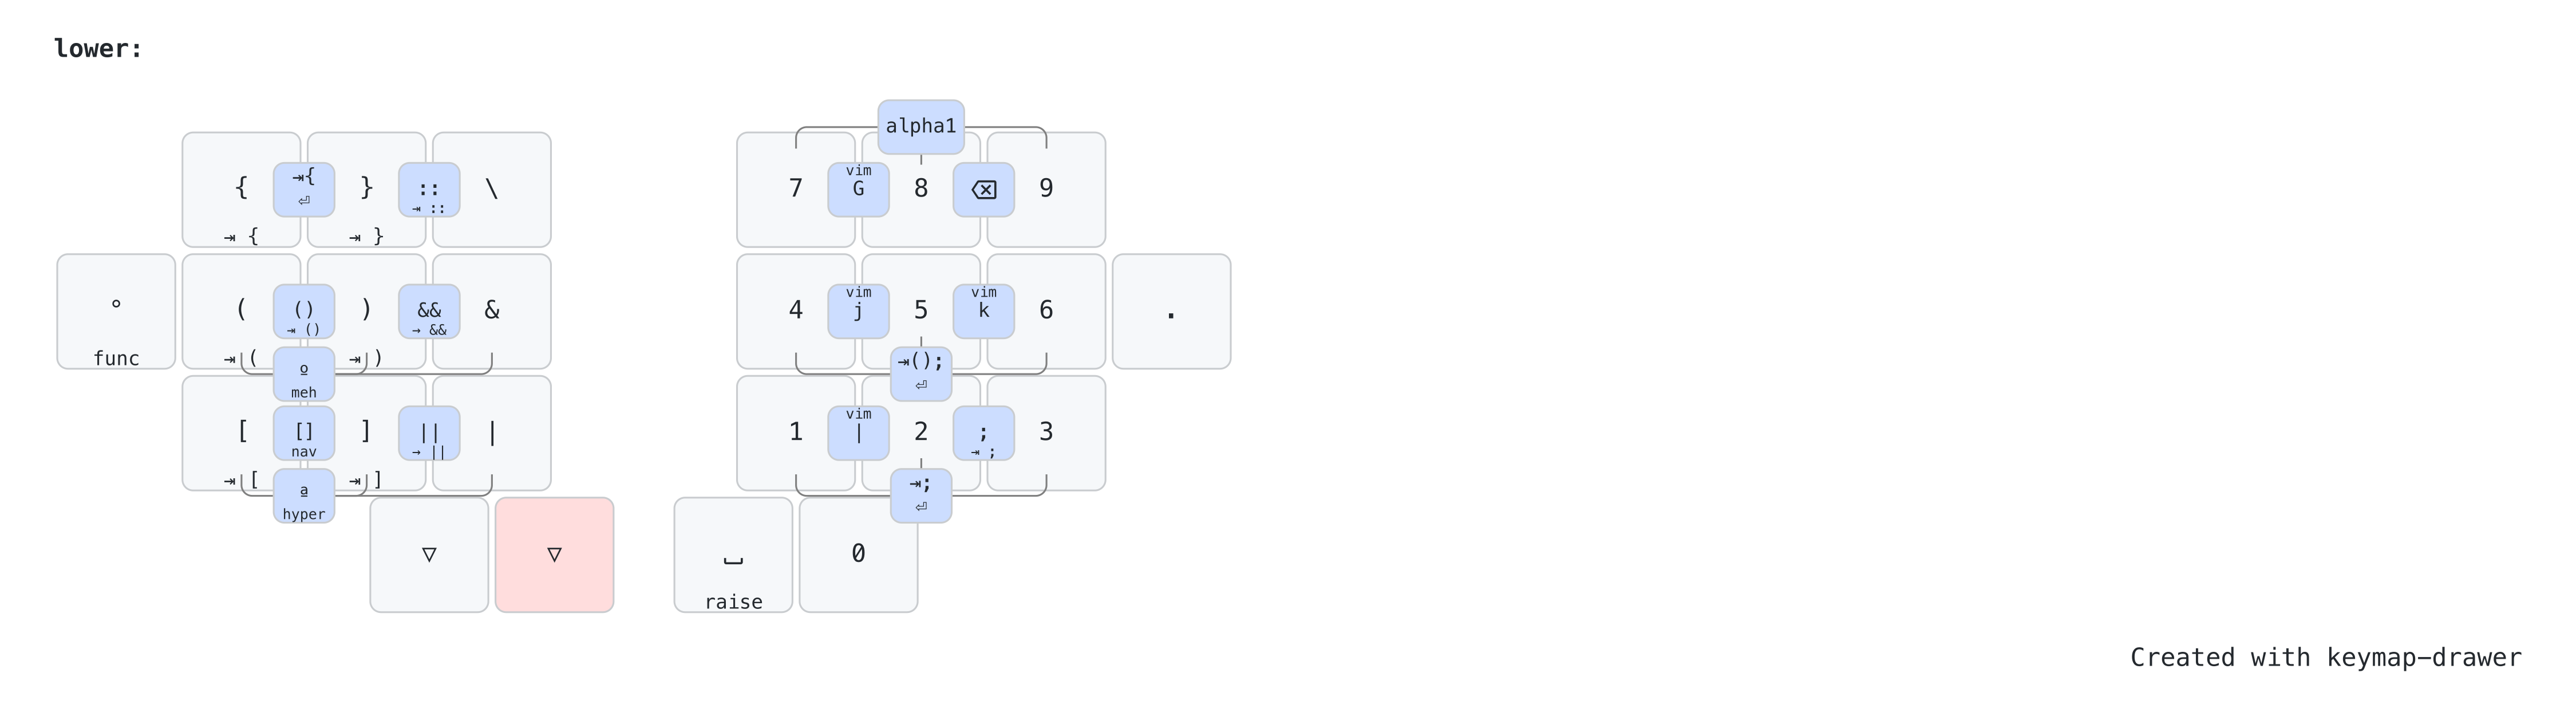 lower:
alpha1
{ ⇥{ } :: \ 7 vim G 8 ⌫ 9
⏎ ⇥ ::
⇥ { ⇥ }
° ( () ) && & 4 vim j 5 vim k 6 .
⇥ () → &&
func ⇥ ( ⇥ ) ⇥();
o meh ⏎
[ [] ] || | 1 vim | 2 ; 3
nav → || ⇥ ;
⇥ [ ⇥ ] ⇥;
a hyper ⏎
▽ ▽ ⎵ 0
raise
Created with keymap-drawer